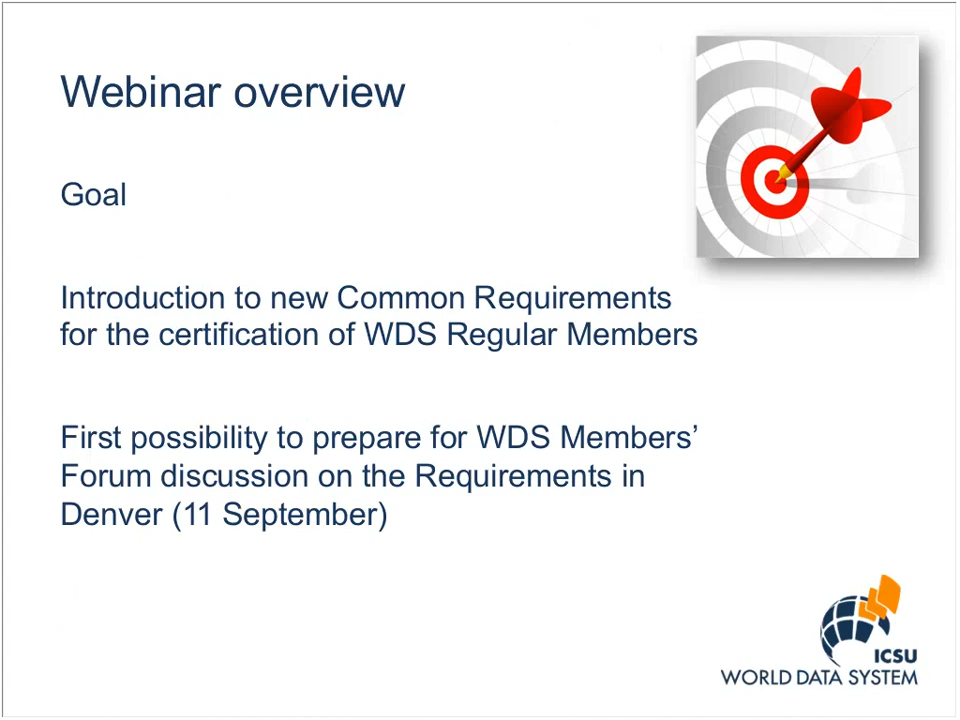 Webinar overview
Goal
Introduction to new Common Requirements
for the certification of WDS Regular Members
First possibility to prepare for WDS Members’
Forum discussion on the Requirements in
Denver (11 September)
ICSU
WORLD DATA SYSTEM